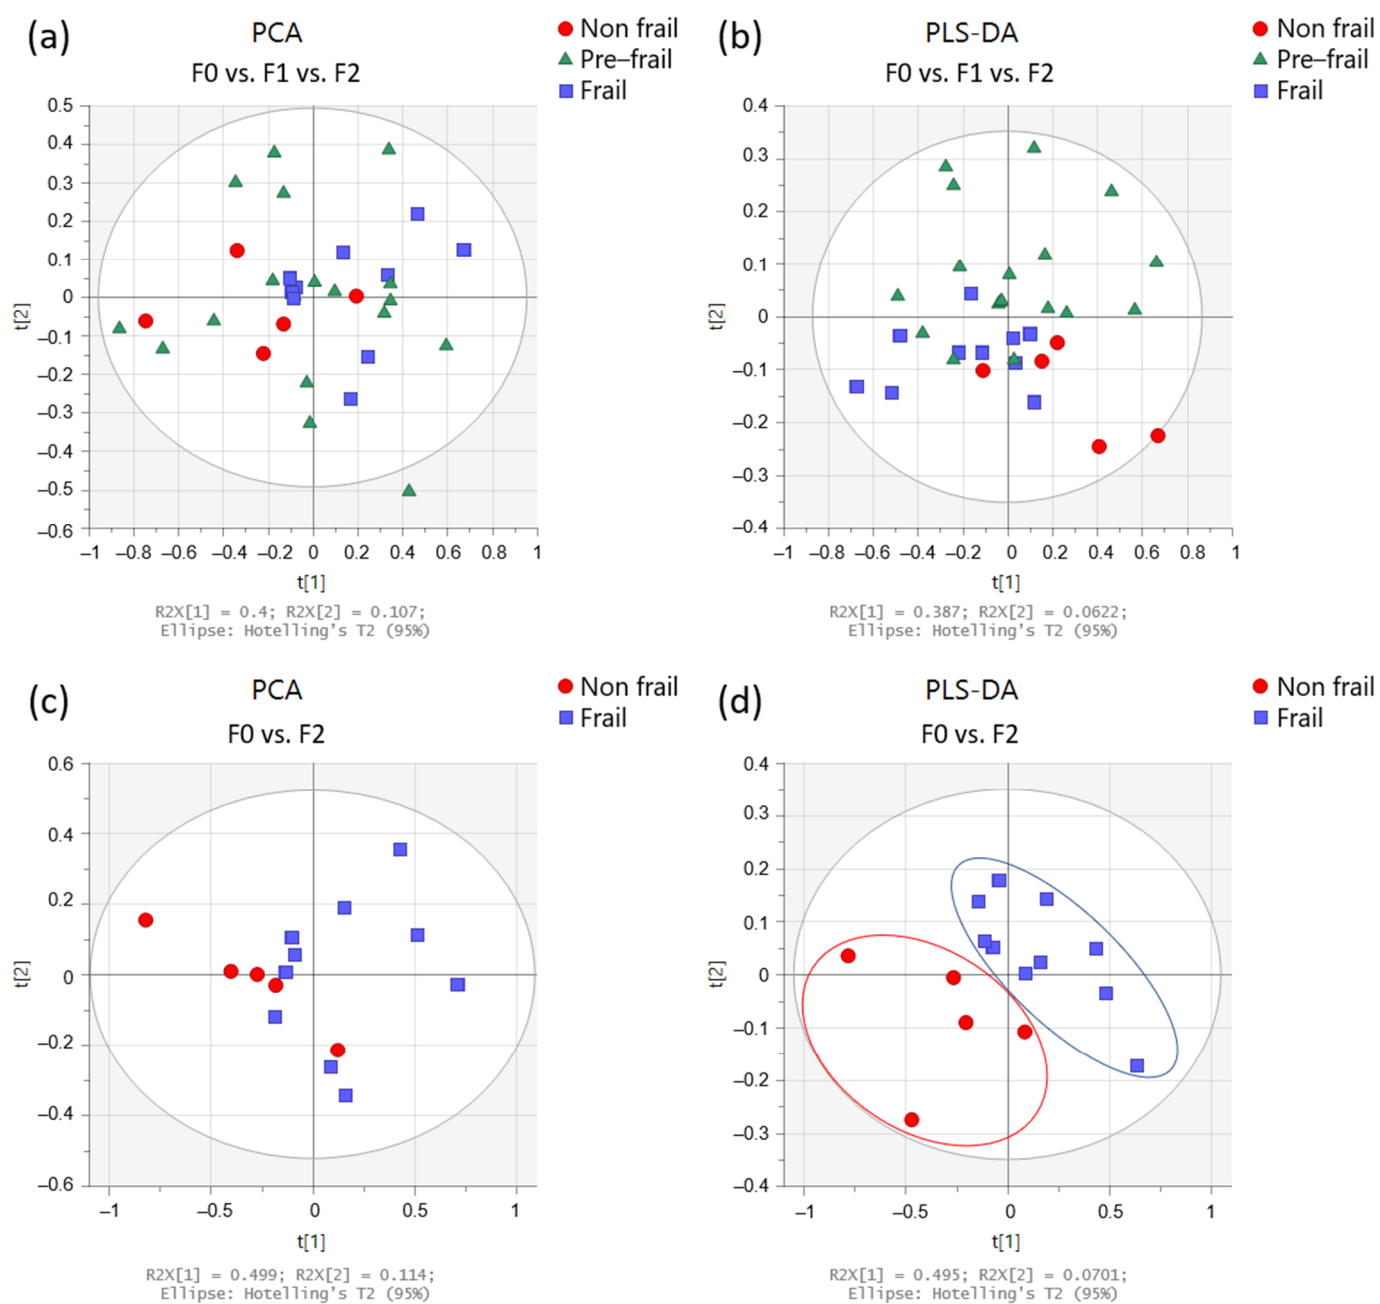 (a)
PCA
F0 vs. F1 vs. F2
Non frail
Pre–frail
Frail
0.5
0.4
0.3
0.2
0.1
0
–0.1
–0.2
–0.3
–0.4
–0.5
–0.6
t[2]
–1 –0.8 –0.6 –0.4 –0.2 0 0.2 0.4 0.6 0.8 1
t[1]
R2X[1] = 0.4; R2X[2] = 0.107;
Ellipse: Hotelling's T2 (95%)
(b)
PLS-DA
F0 vs. F1 vs. F2
Non frail
Pre–frail
Frail
0.4
0.3
0.2
0.1
0
–0.1
–0.2
–0.3
–0.4
t[2]
–1 –0.8 –0.6 –0.4 –0.2 0 0.2 0.4 0.6 0.8 1
t[1]
R2X[1] = 0.387; R2X[2] = 0.0622;
Ellipse: Hotelling's T2 (95%)
(c)
PCA
F0 vs. F2
Non frail
Frail
0.6
0.4
0.2
0
–0.2
–0.4
–0.6
t[2]
–1 –0.5 0 0.5 1
t[1]
R2X[1] = 0.499; R2X[2] = 0.114;
Ellipse: Hotelling's T2 (95%)
(d)
PLS-DA
F0 vs. F2
Non frail
Frail
0.4
0.3
0.2
0.1
0
–0.1
–0.2
–0.3
–0.4
t[2]
–1 –0.5 0 0.5 1
t[1]
R2X[1] = 0.495; R2X[2] = 0.0701;
Ellipse: Hotelling's T2 (95%)